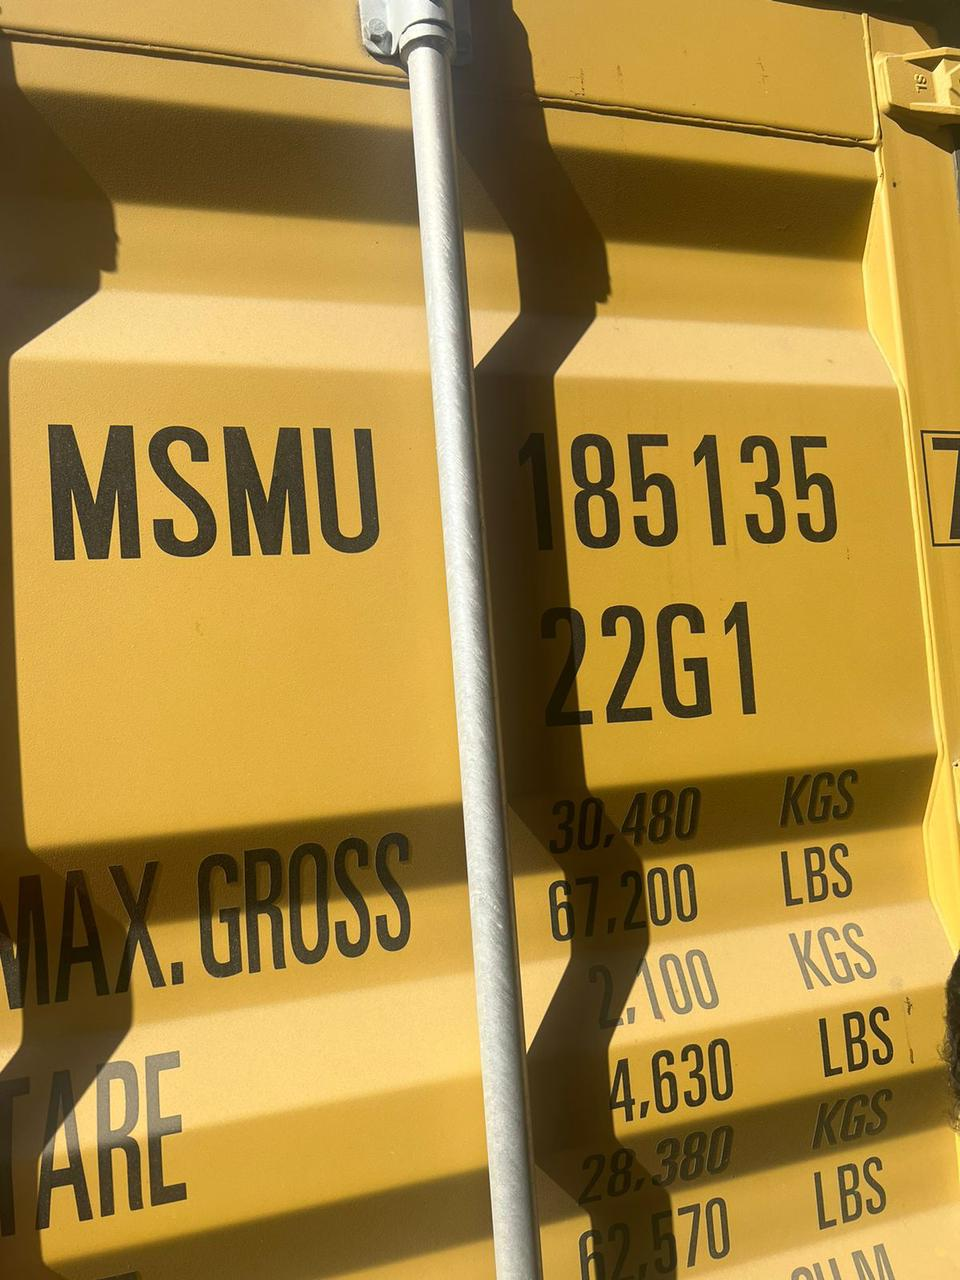 MSMU 185135 7
22G1
MAX.GROSS 30,480 KGS
67,200 LBS
TARE 2,100 KGS
4,630 LBS
28,380 KGS
62,570 LBS